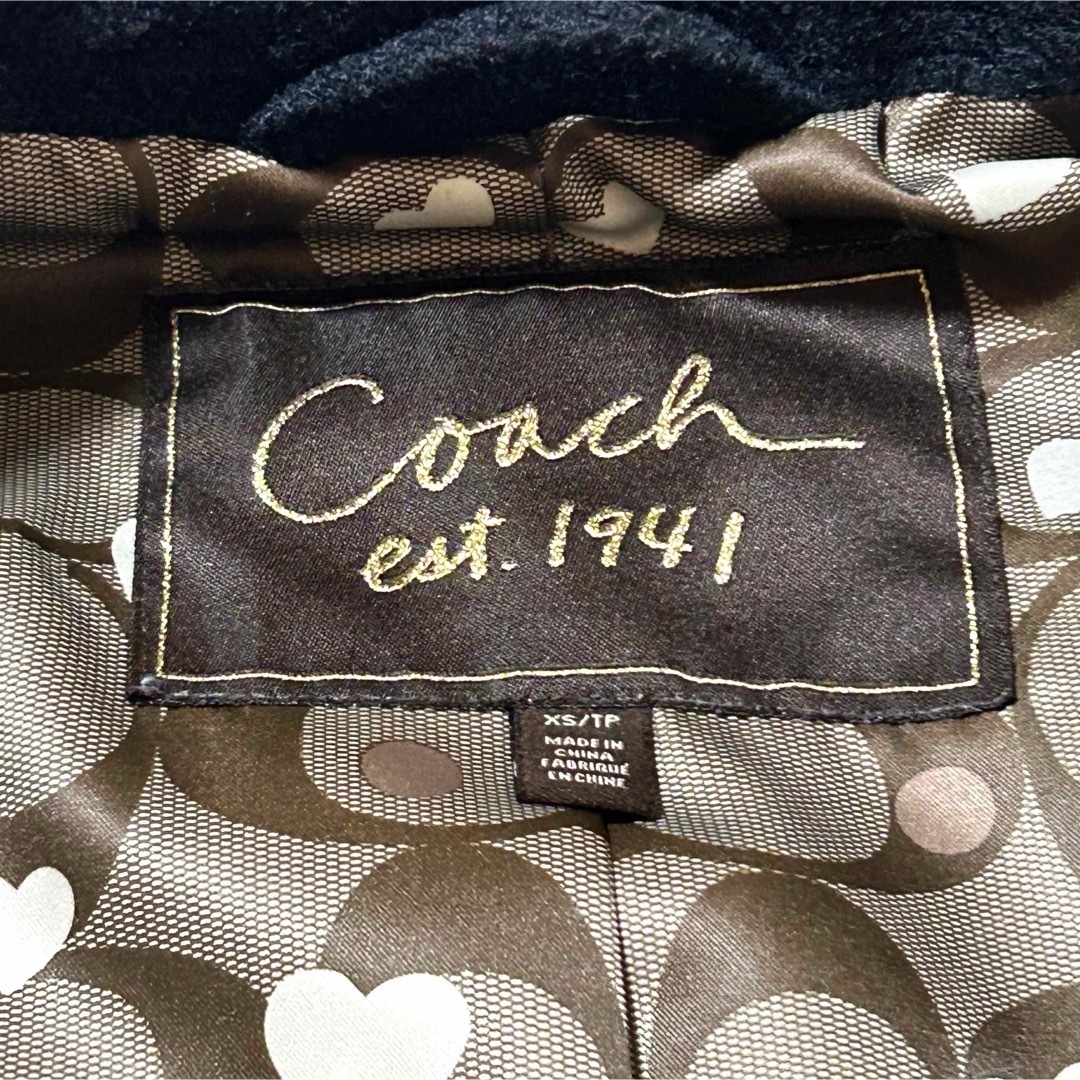 Coach
est. 1941
XS/TP
MADE IN
CHINA
FABRIQUÉ
EN CHINE